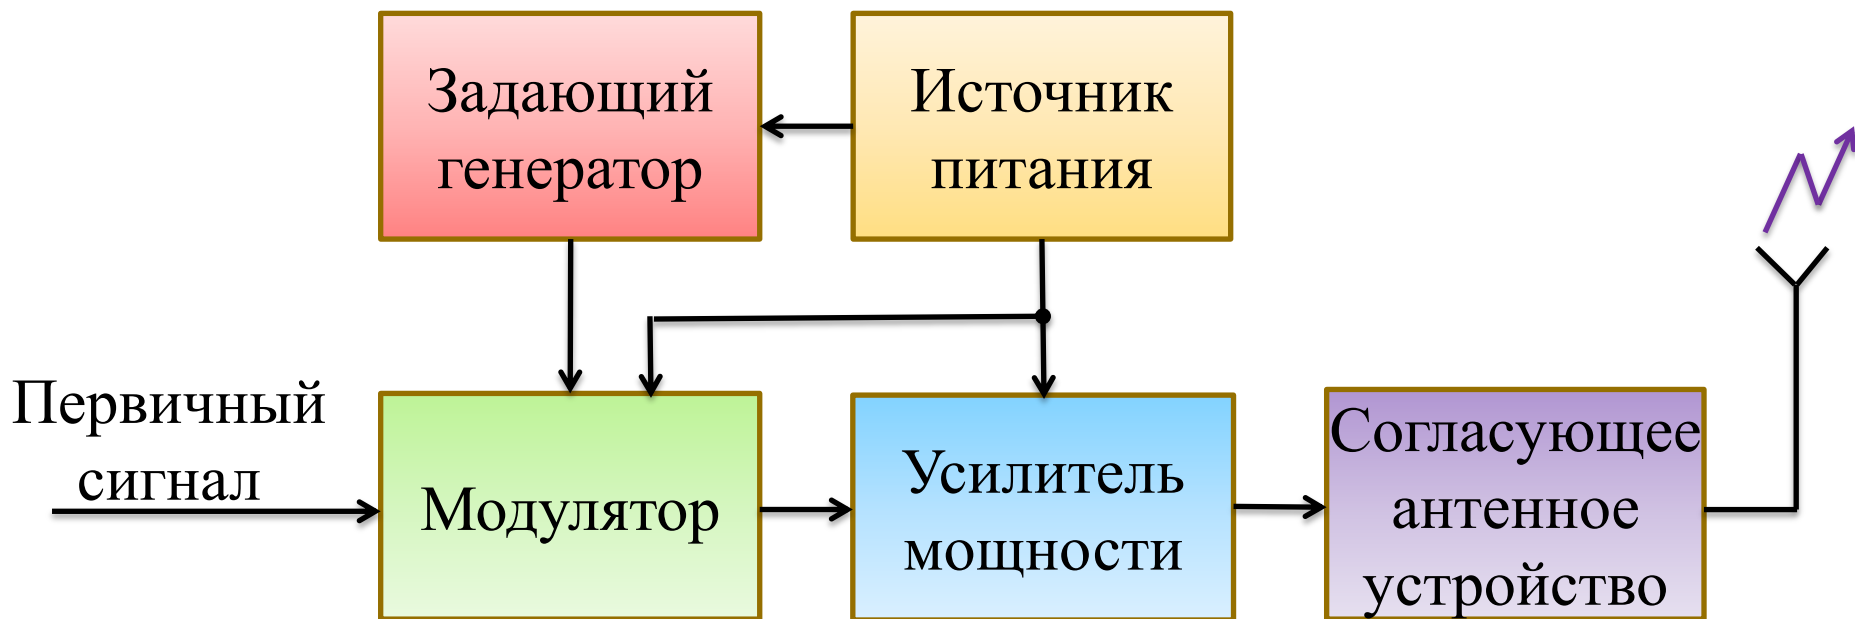 Задающий
генератор
Источник
питания
Первичный
сигнал
Модулятор
Усилитель
мощности
Согласующее
антенное
устройство